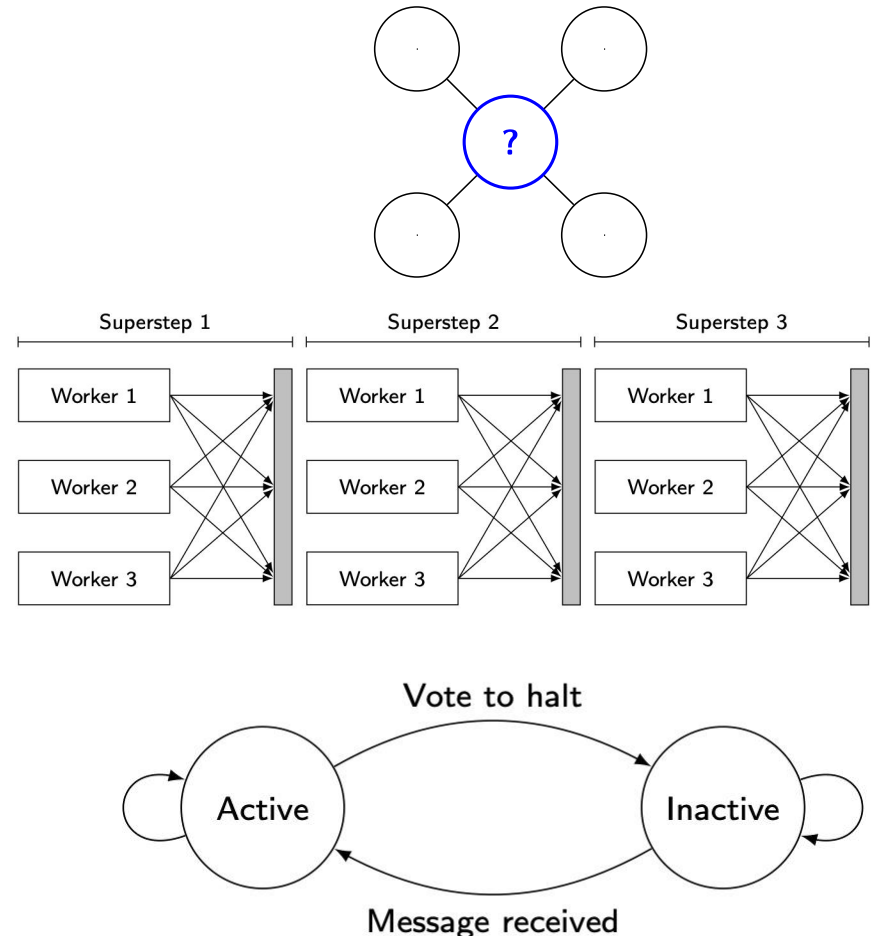 ?
Superstep 1 Superstep 2 Superstep 3
Worker 1 Worker 1 Worker 1
Worker 2 Worker 2 Worker 2
Worker 3 Worker 3 Worker 3
Vote to halt
Active Inactive
Message received